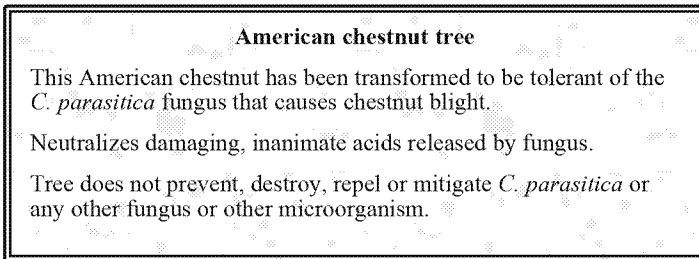 American chestnut tree
This American chestnut has been transformed to be tolerant of the
C. parasitica fungus that causes chestnut blight.
Neutralizes damaging, inanimate acids released by fungus.
Tree does not prevent, destroy, repel or mitigate C. parasitica or
any other fungus or other microorganism.